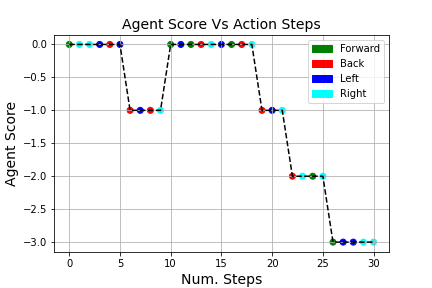 Agent Score Vs Action Steps
0.0
−0.5
−1.0
−1.5
−2.0
−2.5
−3.0
Agent Score
Forward
Back
Left
Right
0 5 10 15 20 25 30
Num. Steps